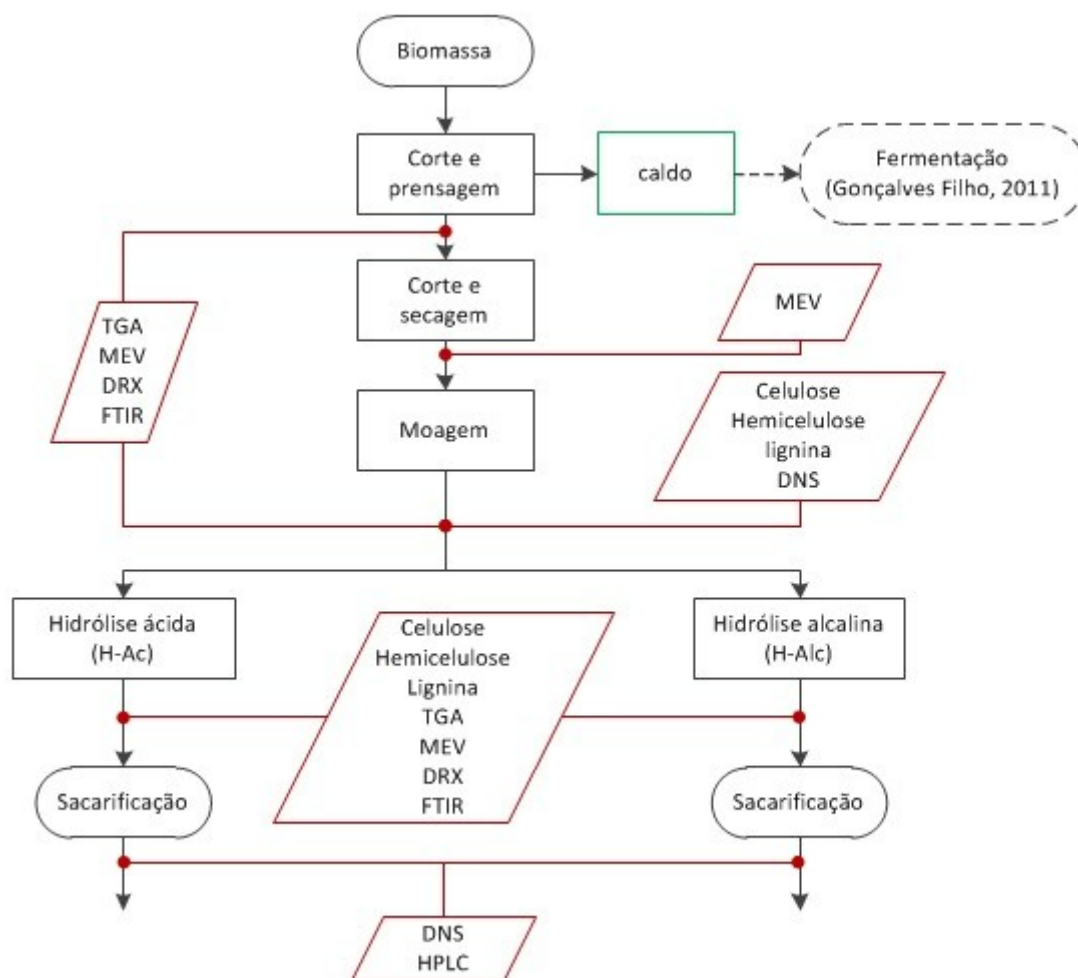 Biomassa
Corte e
prensagem
caldo
Fermentação
(Gonçalves Filho, 2011)
Corte e
secagem
MEV
TGA
MEV
DRX
FTIR
Moagem
Celulose
Hemicelulose
lignina
DNS
Hidrólise ácida
(H-Ac)
Celulose
Hemicelulose
Lignina
TGA
MEV
DRX
FTIR
Hidrólise alcalina
(H-Alc)
Sacarificação
Sacarificação
DNS
HPLC